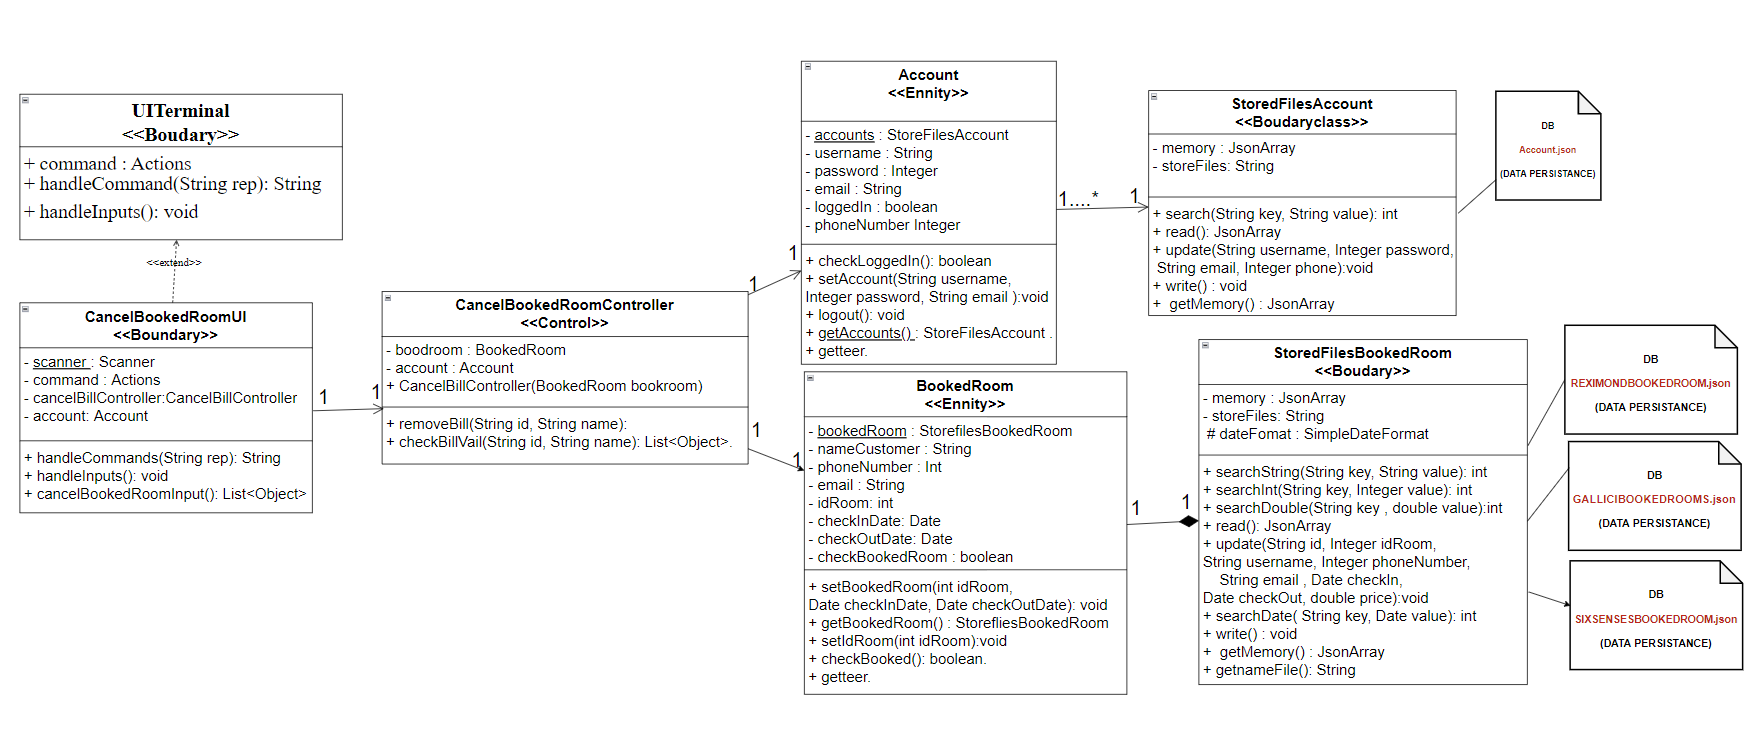 UITerminal
<<Boudary>>
+ command : Actions
+ handleCommand(String rep): String
+ handleInputs(): void
<<extend>>
CancelBookedRoomUI
<<Boundary>>
- scanner : Scanner
- command : Actions
- cancelBillController:CancelBillController
- account: Account
+ handleCommands(String rep): String
+ handleInputs(): void
+ cancelBookedRoomInput(): List<Object>
1
1
CancelBookedRoomController
<<Control>>
- boodroom : BookedRoom
- account : Account
+ CancelBillController(BookedRoom bookroom)
+ removeBill(String id, String name):
+ checkBillVail(String id, String name): List<Object>.
1
1
1
1
Account
<<Ennity>>
- accounts : StoreFilesAccount
- username : String
- password : Integer
- email : String
- loggedIn : boolean
- phoneNumber Integer
+ checkLoggedIn(): boolean
+ setAccount(String username,
Integer password, String email ):void
+ logout(): void
+ getAccounts() : StoreFilesAccount .
+ getteer.
1....*
1
StoredFilesAccount
<<Boudaryclass>>
- memory : JsonArray
- storeFiles: String
+ search(String key, String value): int
+ read(): JsonArray
+ update(String username, Integer password,
String email, Integer phone):void
+ write() : void
+ getMemory() : JsonArray
DB
Account.json
(DATA PERSISTANCE)
BookedRoom
<<Ennity>>
- bookedRoom : StorefilesBookedRoom
- nameCustomer : String
- phoneNumber : Int
- email : String
- idRoom: int
- checkInDate: Date
- checkOutDate: Date
- checkBookedRoom : boolean
+ setBookedRoom(int idRoom,
Date checkInDate, Date checkOutDate): void
+ getBookedRoom() : StorefliesBookedRoom
+ setIdRoom(int idRoom):void
+ checkBooked(): boolean.
+ getteer.
1
1
StoredFilesBookedRoom
<<Boudary>>
- memory : JsonArray
- storeFiles: String
# dateFomat : SimpleDateFormat
+ searchString(String key, String value): int
+ searchInt(String key, Integer value): int
+ searchDouble(String key , double value):int
+ read(): JsonArray
+ update(String id, Integer idRoom,
String username, Integer phoneNumber,
String email , Date checkIn,
Date checkOut, double price):void
+ searchDate( String key, Date value): int
+ write() : void
+ getMemory() : JsonArray
+ getnameFile(): String
DB
REXIMONDBOOKEDROOM.json
(DATA PERSISTANCE)
DB
GALLICIBOOKEDROOMS.json
(DATA PERSISTANCE)
DB
SIXSENSESBOOKEDROOM.json
(DATA PERSISTANCE)